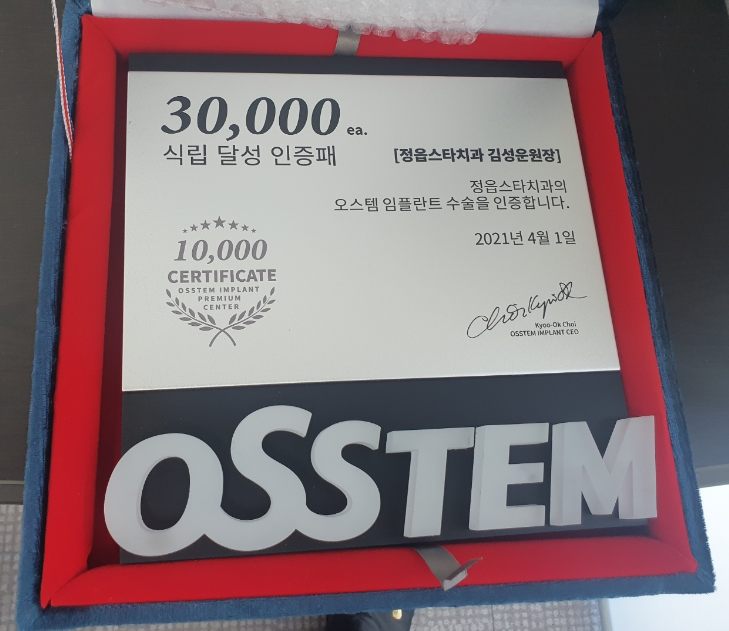 30,000 ea.
식립 달성 인증패
[정읍스타치과 김성운원장]
정읍스타치과의
오스템 임플란트 수술을 인증합니다.
2021년 4월 1일
10,000
CERTIFICATE
OSSTEM IMPLANT
PREMIUM
CENTER
Kyoo-Ok Choi
OSSTEM IMPLANT CEO
OSSTEM